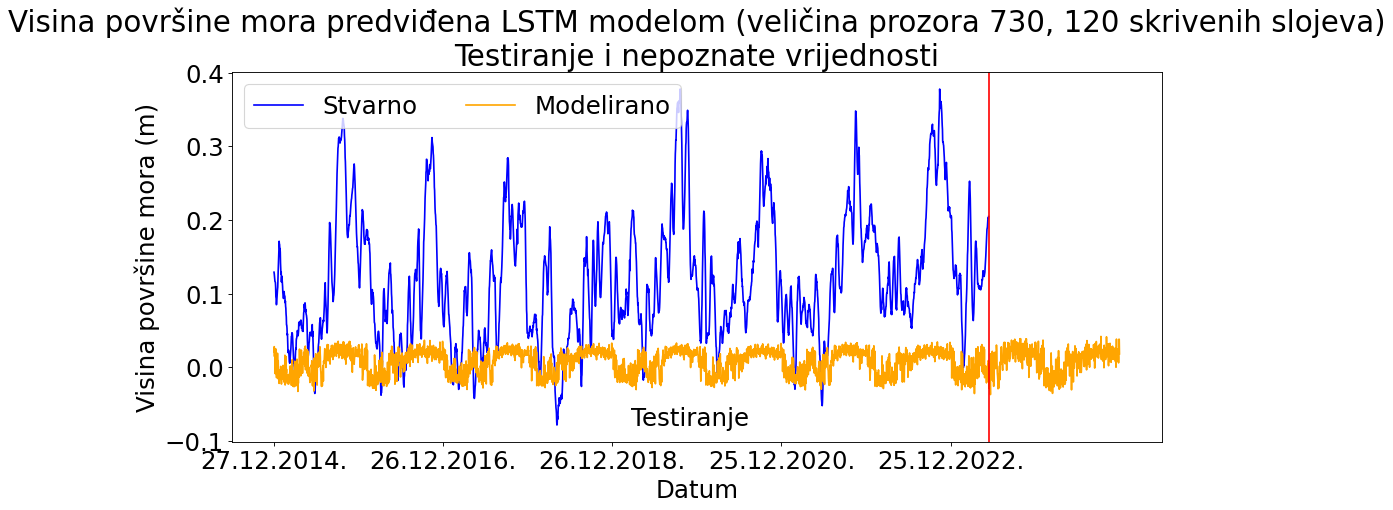 Visina površine mora predviđena LSTM modelom (veličina prozora 730, 120 skrivenih slojeva)
Testiranje i nepoznate vrijednosti
Stvarno Modelirano
Visina površine mora (m)
0.4
0.3
0.2
0.1
0.0
−0.1
Testiranje
27.12.2014. 26.12.2016. 26.12.2018. 25.12.2020. 25.12.2022.
Datum